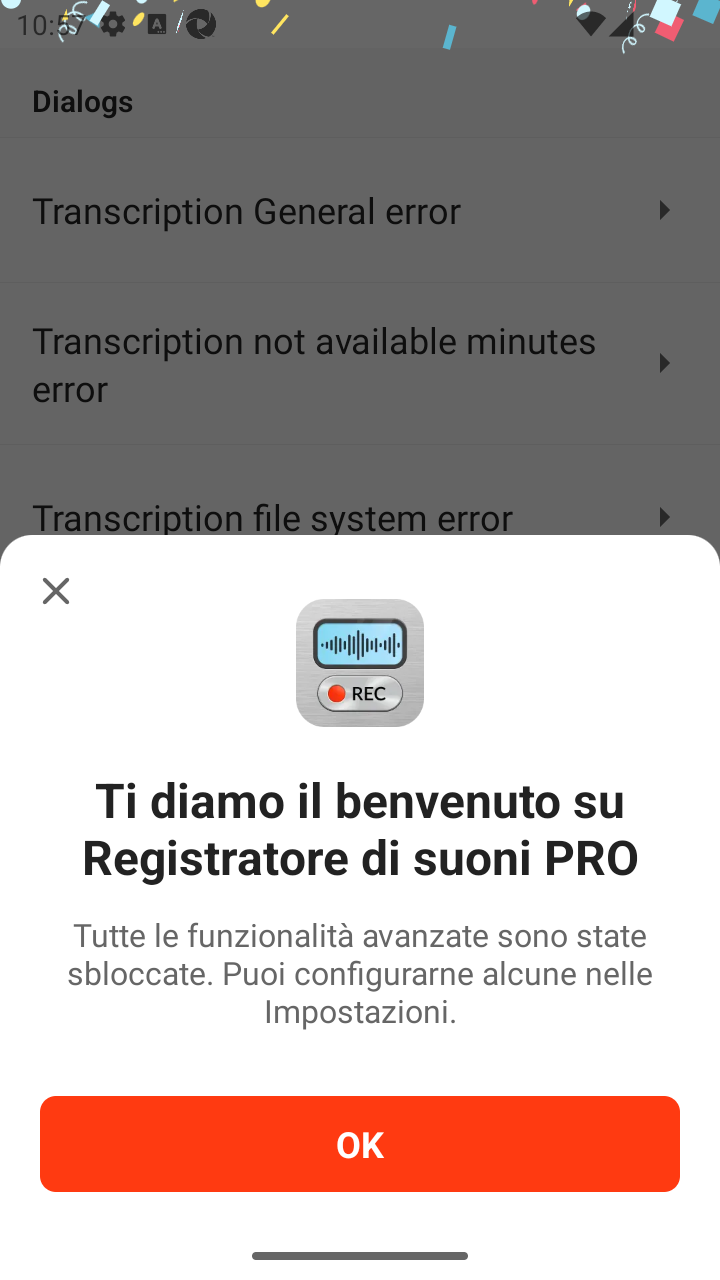 10:57
Dialogs
Transcription General error
Transcription not available minutes
error
Transcription file system error
REC
Ti diamo il benvenuto su
Registratore di suoni PRO
Tutte le funzionalità avanzate sono state
sbloccate. Puoi configurarne alcune nelle
Impostazioni.
OK